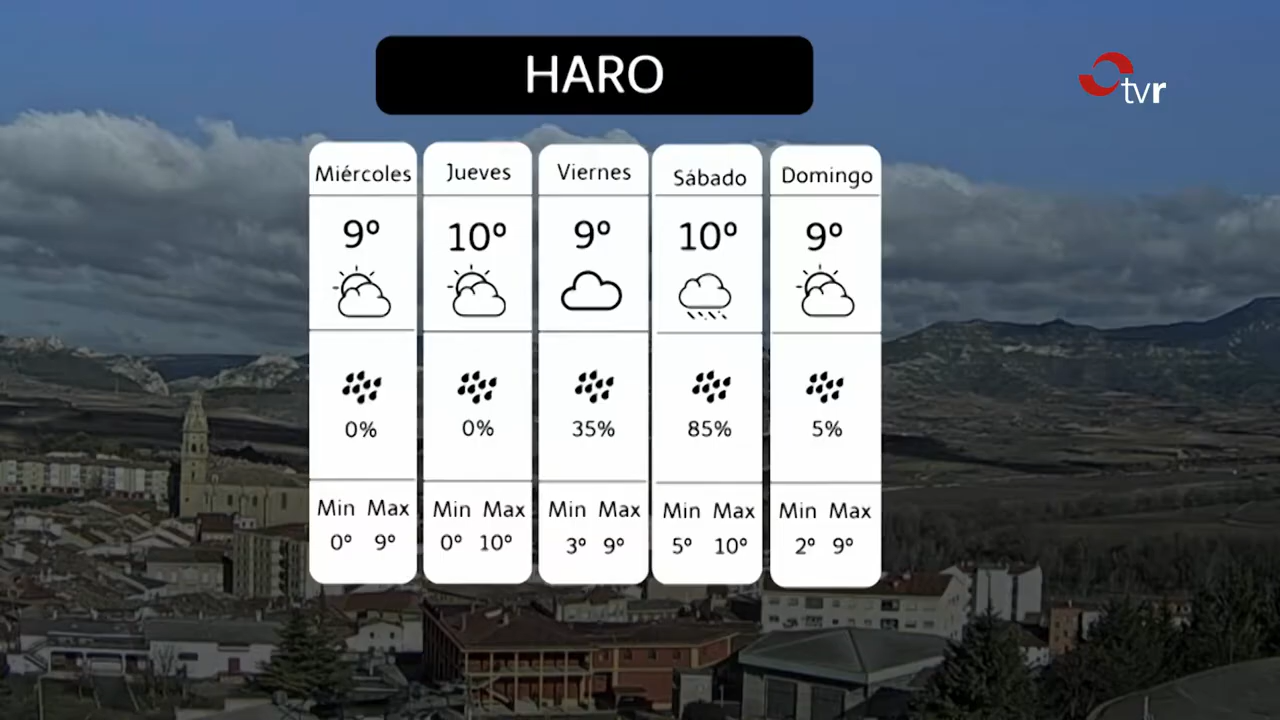 HARO
tvr
Miércoles
9º
0%
Min Max
0º 9º
Jueves
10º
0%
Min Max
0º 10º
Viernes
9º
35%
Min Max
3º 9º
Sábado
10º
85%
Min Max
5º 10º
Domingo
9º
5%
Min Max
2º 9º